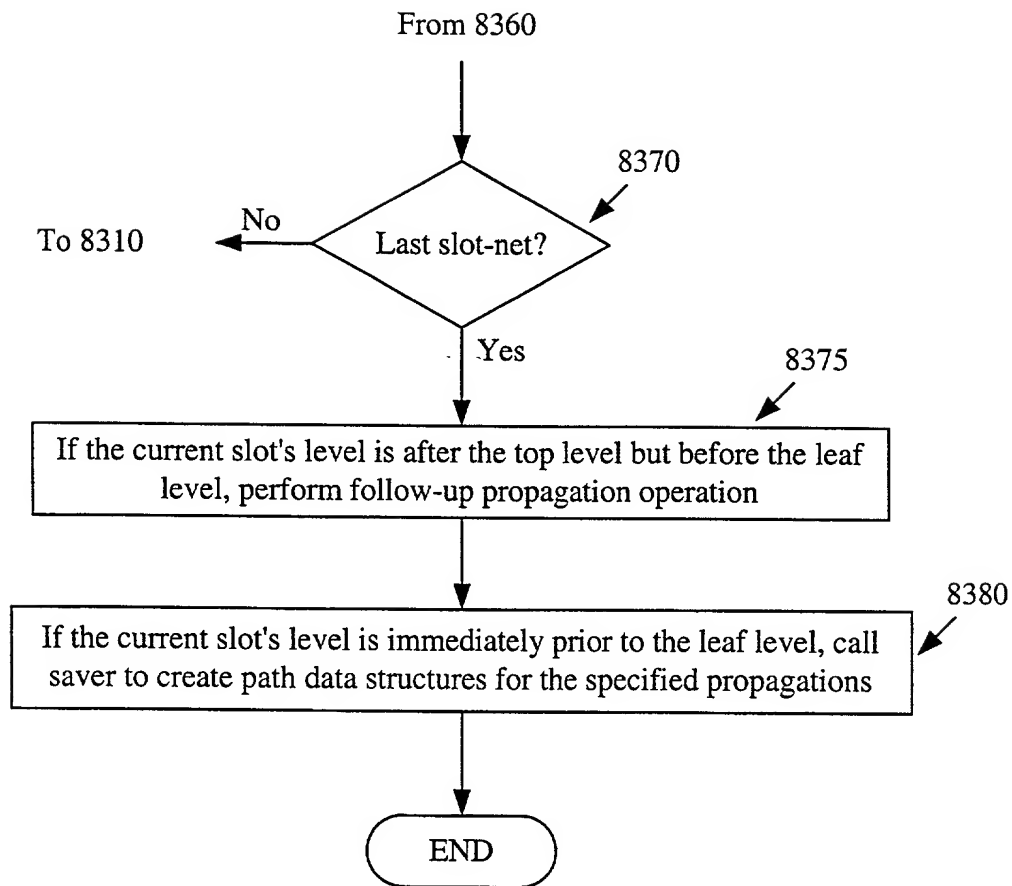 From 8360
8370
No
To 8310
Last slot-net?
Yes
8375
If the current slot's level is after the top level but before the leaf
level, perform follow-up propagation operation
8380
If the current slot's level is immediately prior to the leaf level, call
saver to create path data structures for the specified propagations
END